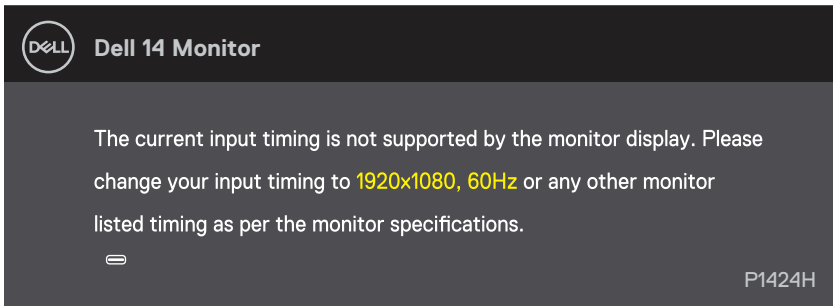 DELL
Dell 14 Monitor
The current input timing is not supported by the monitor display. Please
change your input timing to 1920x1080, 60Hz or any other monitor
listed timing as per the monitor specifications.
P1424H